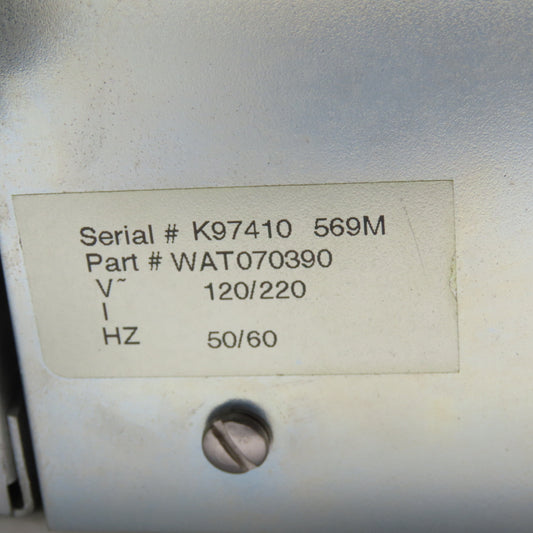 Serial # K97410 569M
Part # WAT070390
V~ 120/220
I
HZ 50/60